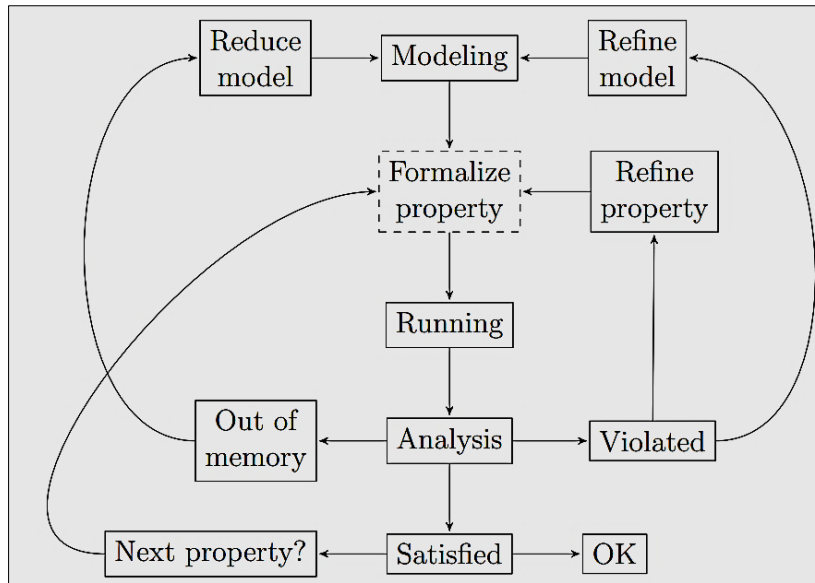 Reduce
model
Modeling
Refine
model
Formalize
property
Refine
property
Running
Out of
memory
Analysis
Violated
Next property?
Satisfied
OK